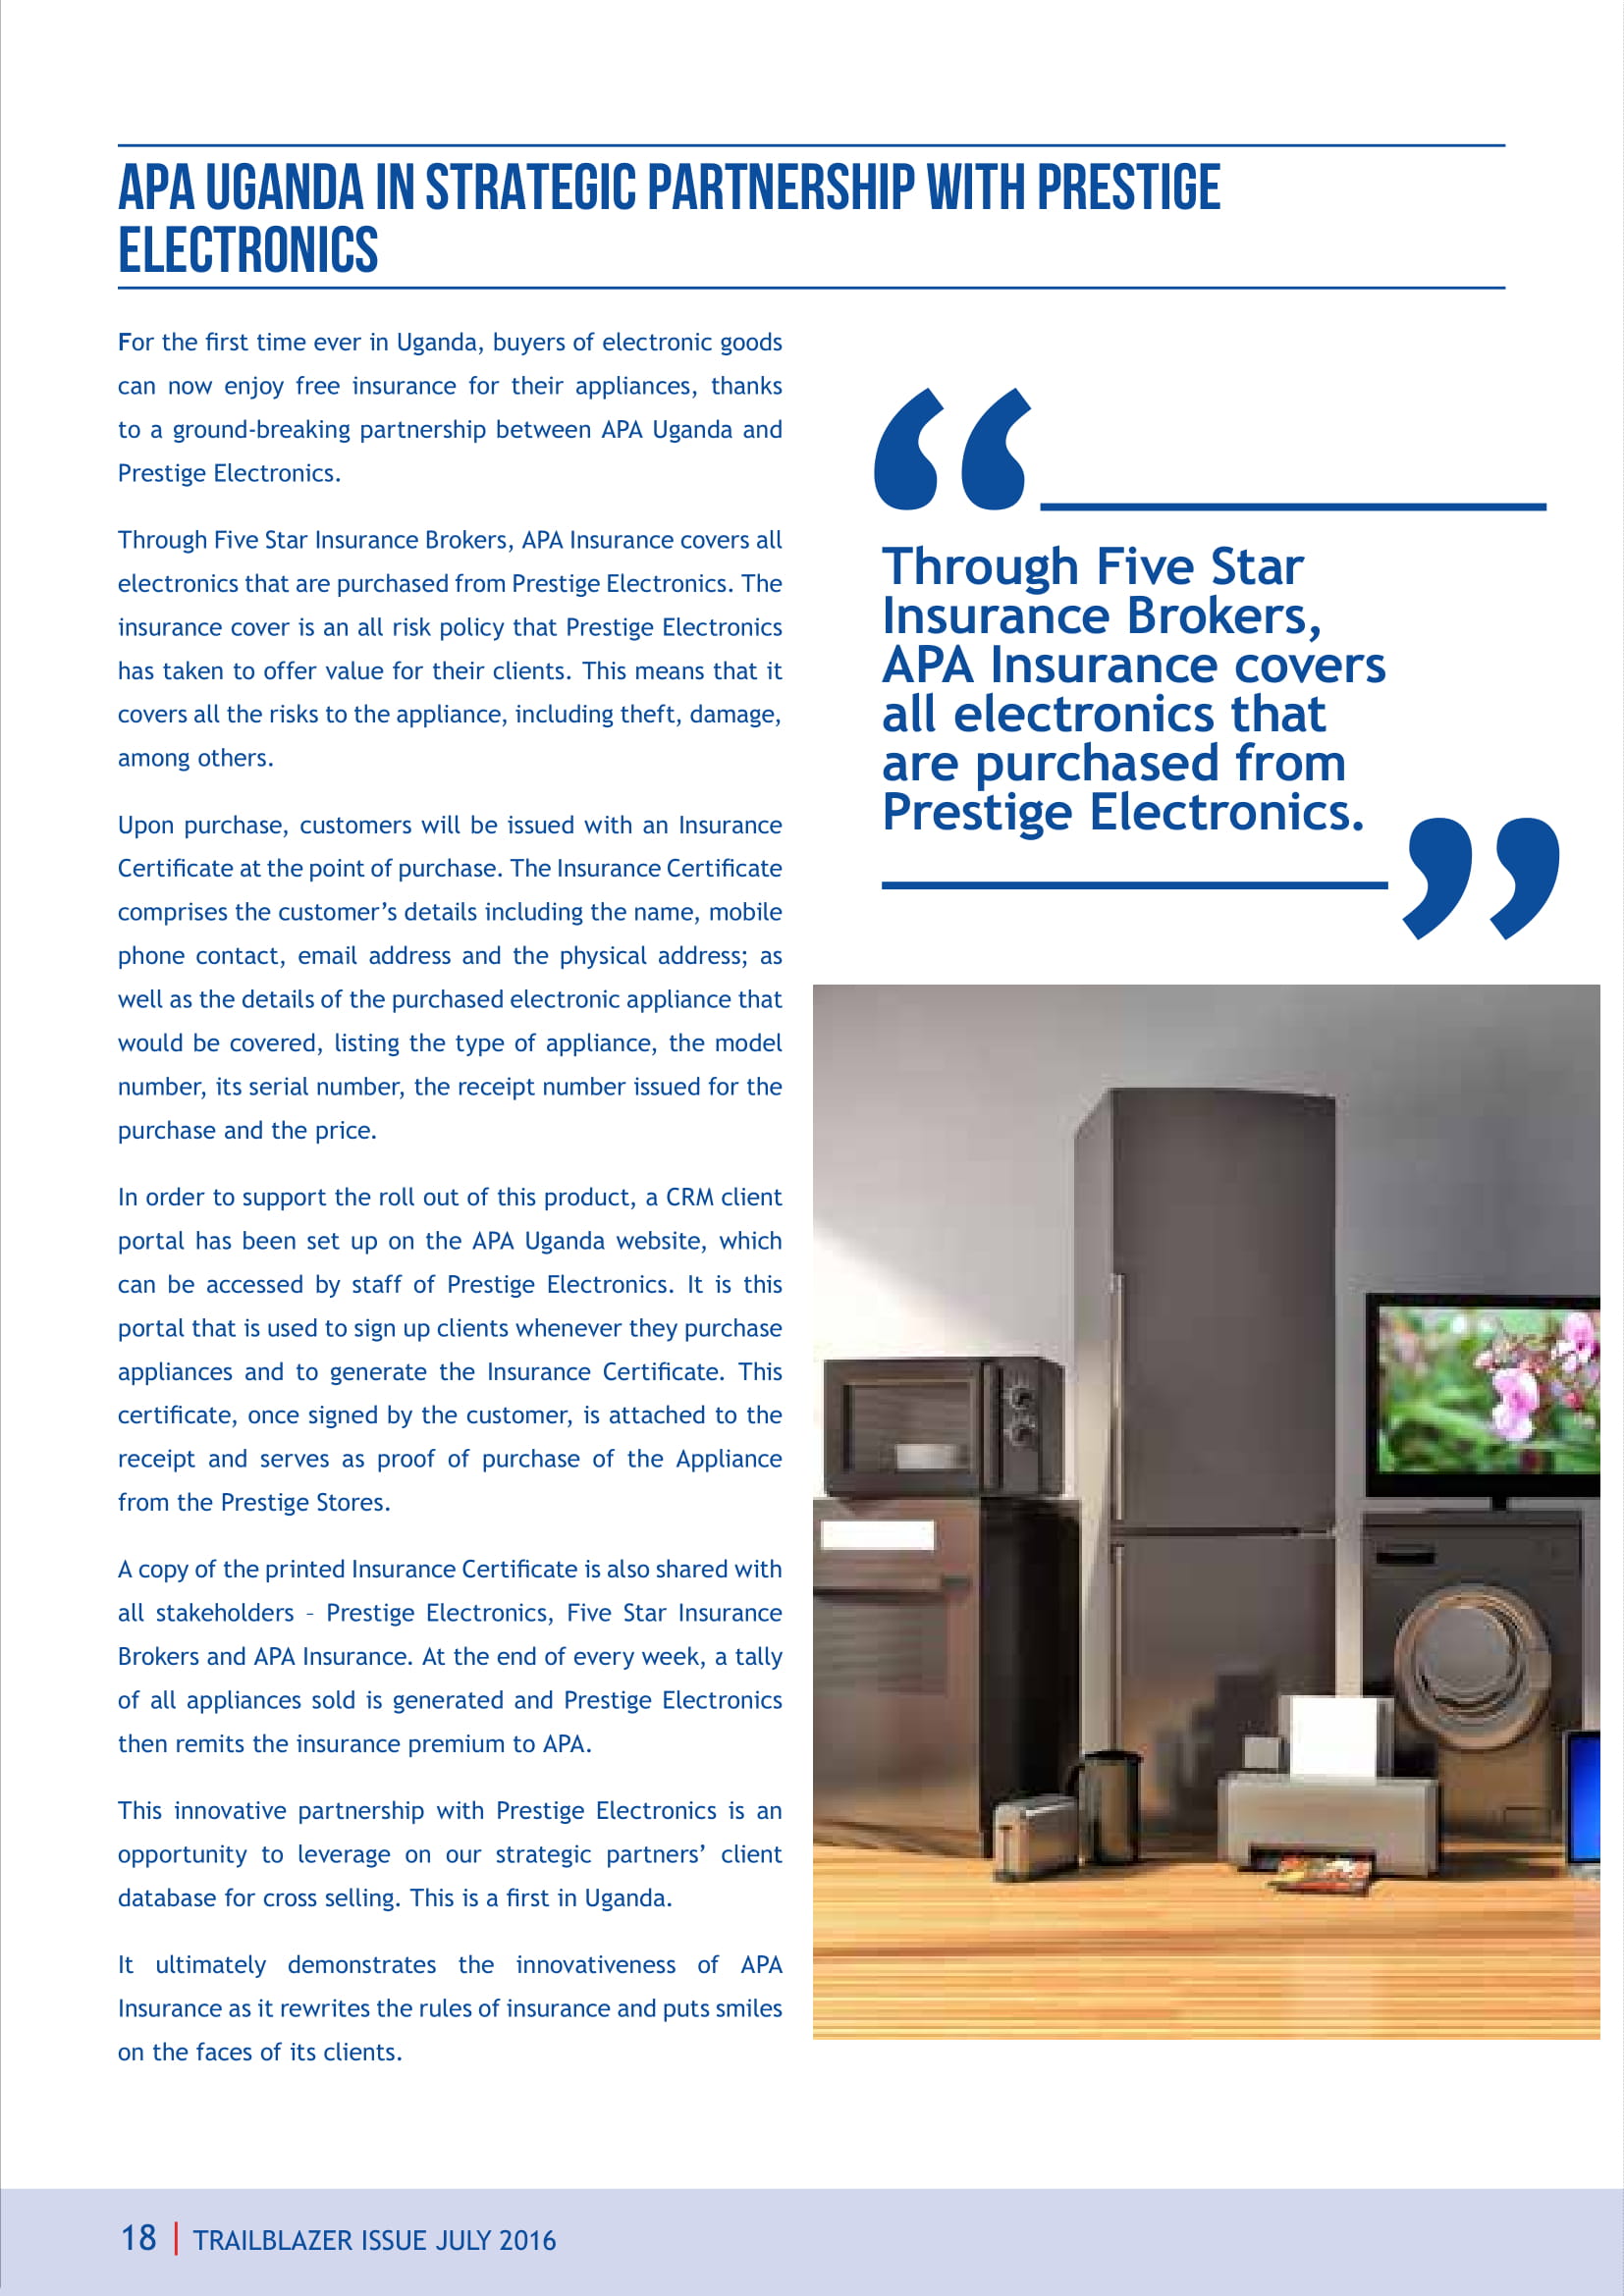 APA UGANDA IN STRATEGIC PARTNERSHIP WITH PRESTIGE
ELECTRONICS
For the first time ever in Uganda, buyers of electronic goods
can now enjoy free insurance for their appliances, thanks
to a ground-breaking partnership between APA Uganda and
Prestige Electronics.
Through Five Star Insurance Brokers, APA Insurance covers all
electronics that are purchased from Prestige Electronics. The
insurance cover is an all risk policy that Prestige Electronics
has taken to offer value for their clients. This means that it
covers all the risks to the appliance, including theft, damage,
among others.
Upon purchase, customers will be issued with an Insurance
Certificate at the point of purchase. The Insurance Certificate
comprises the customer’s details including the name, mobile
phone contact, email address and the physical address; as
well as the details of the purchased electronic appliance that
would be covered, listing the type of appliance, the model
number, its serial number, the receipt number issued for the
purchase and the price.
In order to support the roll out of this product, a CRM client
portal has been set up on the APA Uganda website, which
can be accessed by staff of Prestige Electronics. It is this
portal that is used to sign up clients whenever they purchase
appliances and to generate the Insurance Certificate. This
certificate, once signed by the customer, is attached to the
receipt and serves as proof of purchase of the Appliance
from the Prestige Stores.
A copy of the printed Insurance Certificate is also shared with
all stakeholders – Prestige Electronics, Five Star Insurance
Brokers and APA Insurance. At the end of every week, a tally
of all appliances sold is generated and Prestige Electronics
then remits the insurance premium to APA.
This innovative partnership with Prestige Electronics is an
opportunity to leverage on our strategic partners’ client
database for cross selling. This is a first in Uganda.
It ultimately demonstrates the innovativeness of APA
Insurance as it rewrites the rules of insurance and puts smiles
on the faces of its clients.
“
Through Five Star
Insurance Brokers,
APA Insurance covers
all electronics that
are purchased from
Prestige Electronics.
”
18 | TRAILBLAZER ISSUE JULY 2016